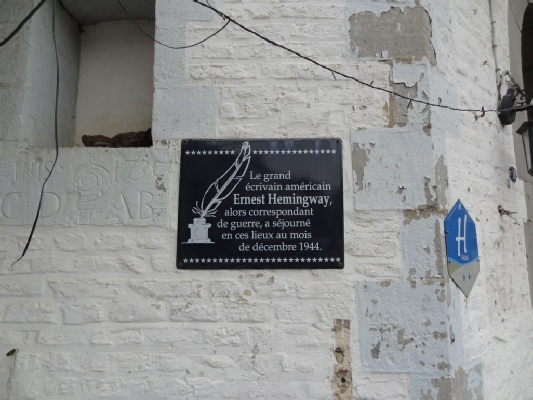 Le grand
écrivain américain
Ernest Hemingway,
alors correspondant
de guerre, a séjourné
en ces lieux au mois
de décembre 1944.
H